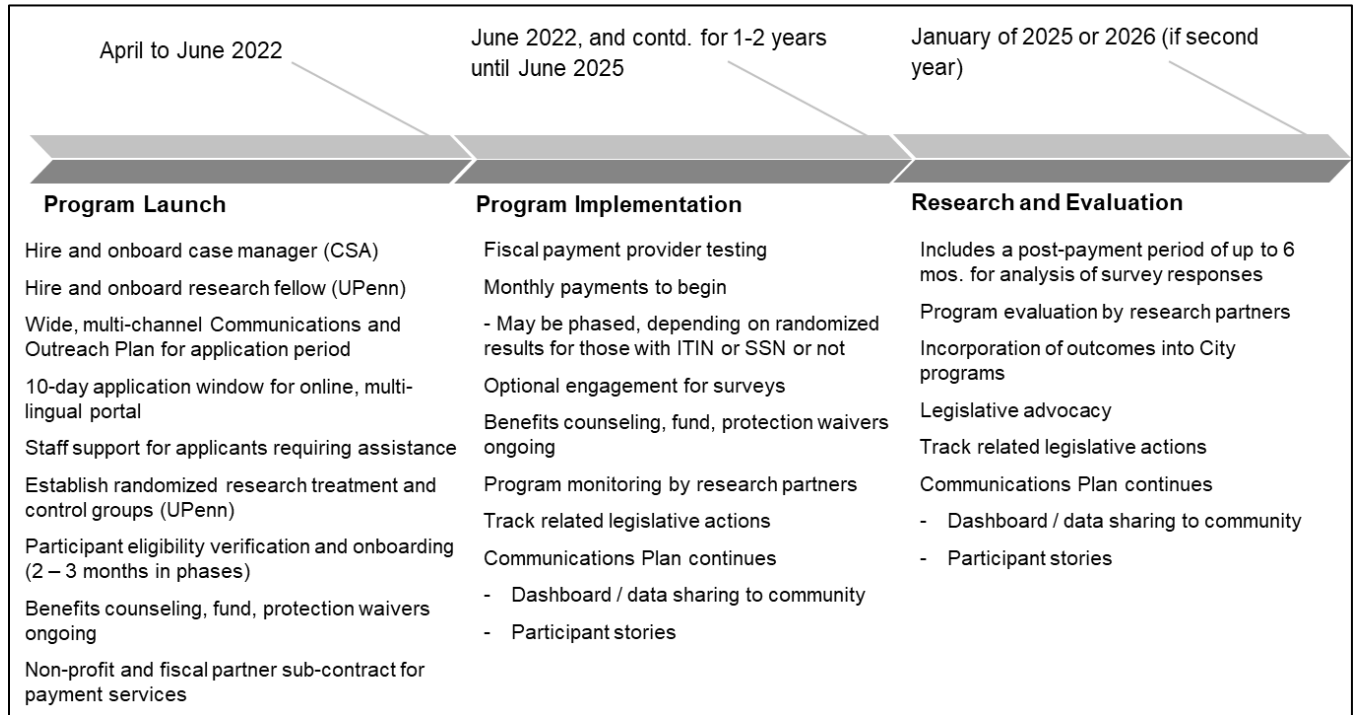 April to June 2022
June 2022, and contd. for 1-2 years
until June 2025
January of 2025 or 2026 (if second
year)
Program Launch
Hire and onboard case manager (CSA)
Hire and onboard research fellow (UPenn)
Wide, multi-channel Communications and
Outreach Plan for application period
10-day application window for online, multi-
lingual portal
Staff support for applicants requiring assistance
Establish randomized research treatment and
control groups (UPenn)
Participant eligibility verification and onboarding
(2 – 3 months in phases)
Benefits counseling, fund, protection waivers
ongoing
Non-profit and fiscal partner sub-contract for
payment services
Program Implementation
Fiscal payment provider testing
Monthly payments to begin
- May be phased, depending on randomized
results for those with ITIN or SSN or not
Optional engagement for surveys
Benefits counseling, fund, protection waivers
ongoing
Program monitoring by research partners
Track related legislative actions
Communications Plan continues
- Dashboard / data sharing to community
- Participant stories
Research and Evaluation
Includes a post-payment period of up to 6
mos. for analysis of survey responses
Program evaluation by research partners
Incorporation of outcomes into City
programs
Legislative advocacy
Track related legislative actions
Communications Plan continues
- Dashboard / data sharing to community
- Participant stories